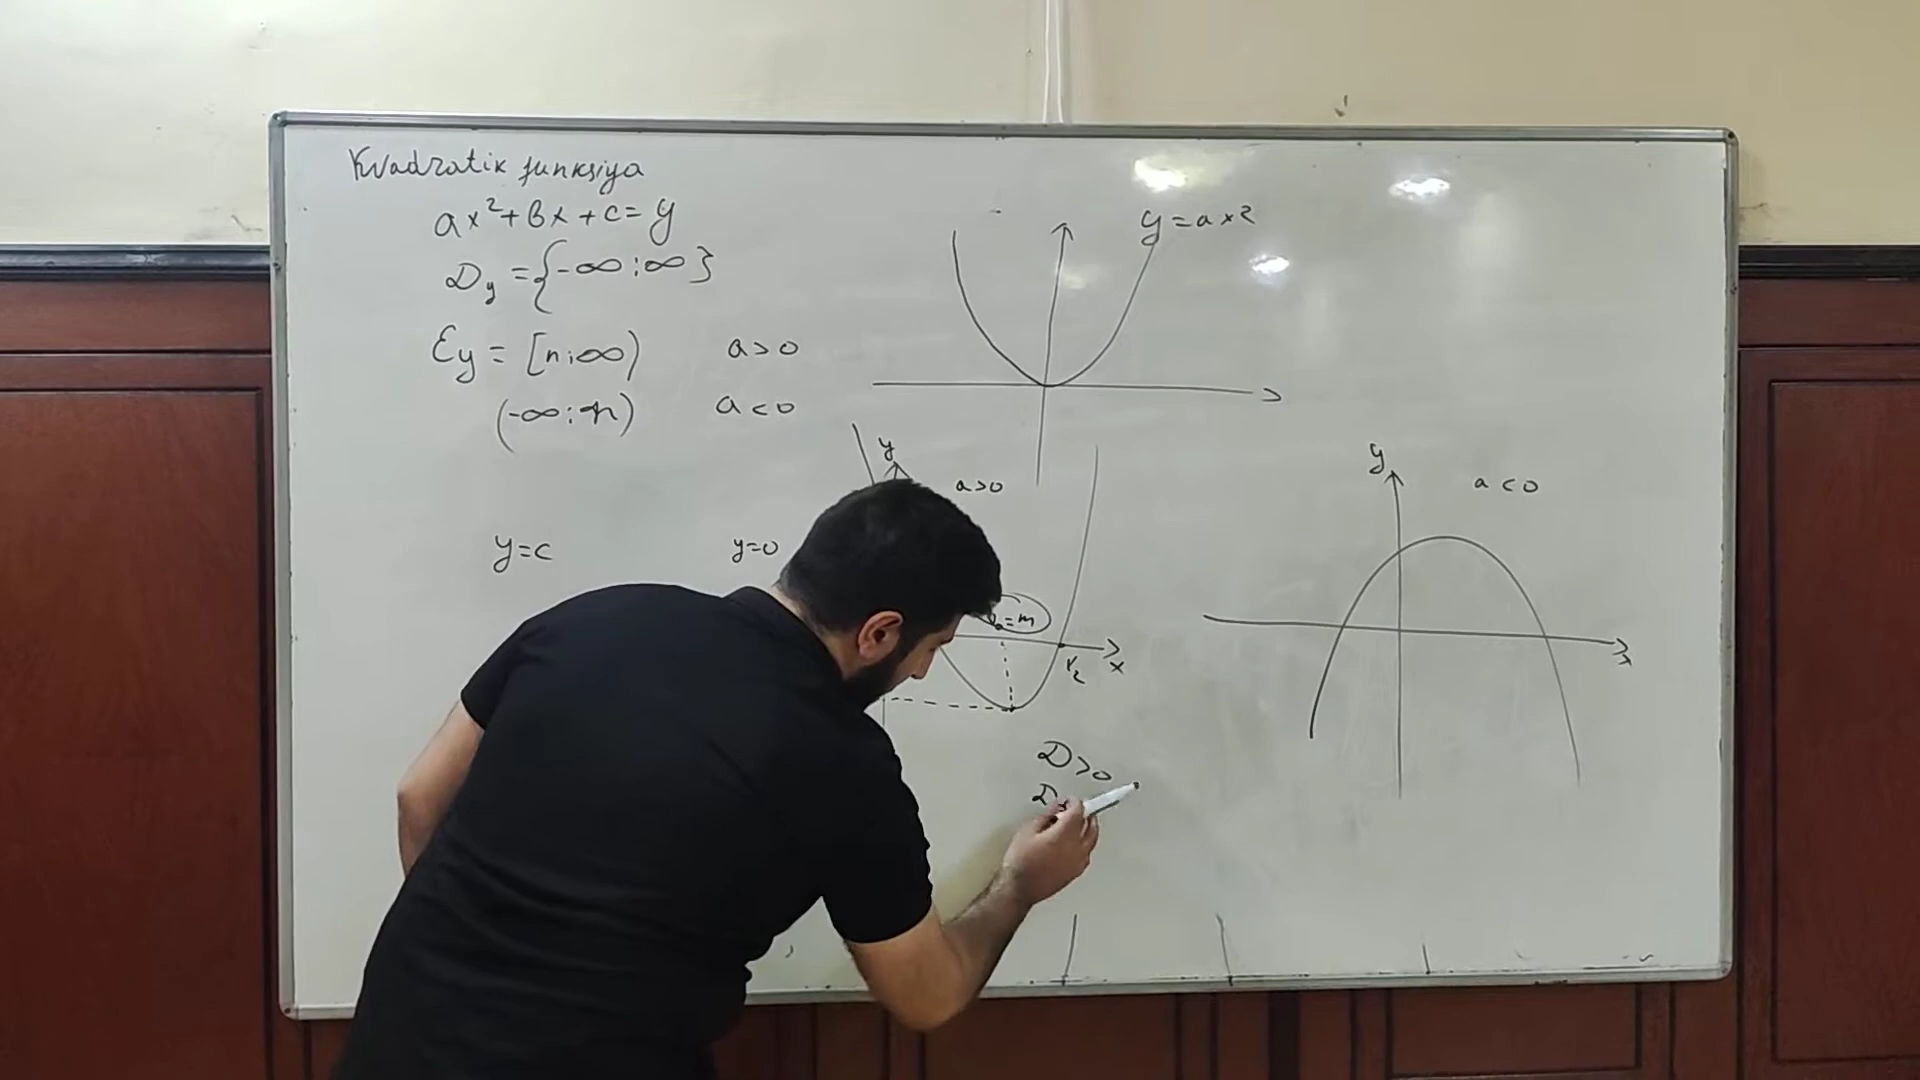 Kvadratik funksiya
ax²+bx+c=y
Dy={-∞;∞}
Ey=[n;∞) a>0
(-∞;n) a<0
y=c y=0
y=ax²
y a>0
=m
x₂ x
D>0
D
y a<0
x